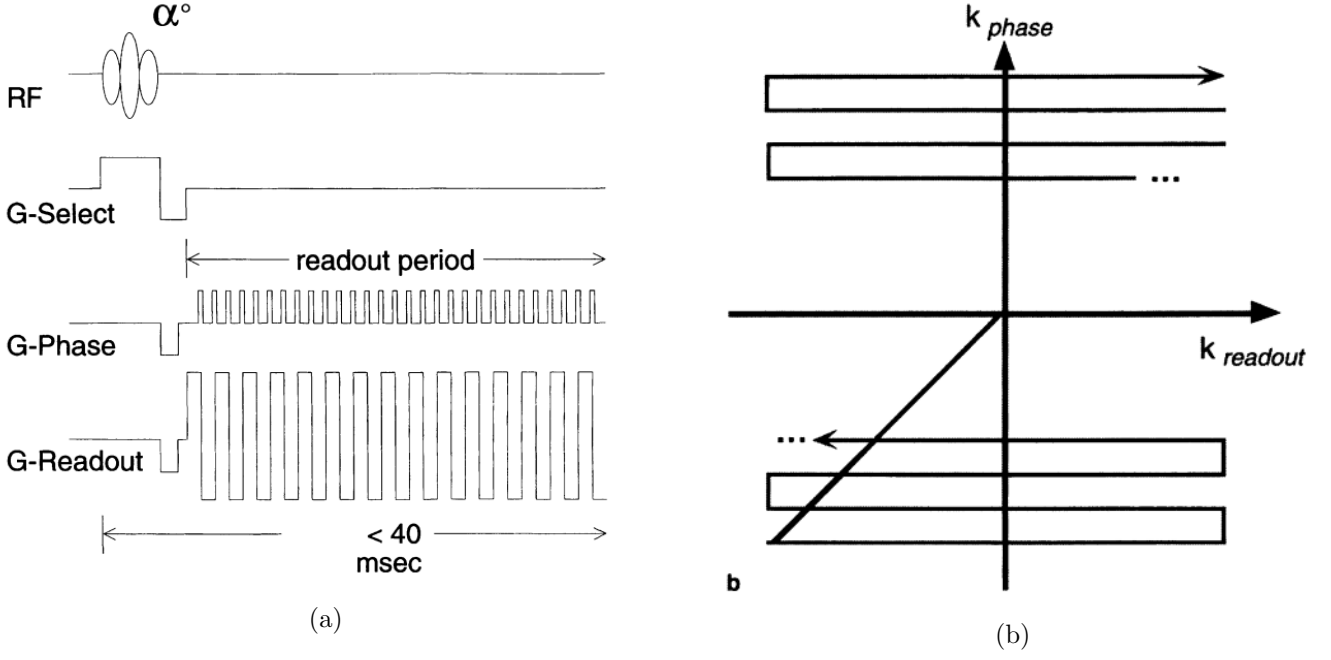 α°
RF
G-Select
readout period
G-Phase
G-Readout
< 40
msec
(a)
k phase
...
k readout
...
b
(b)